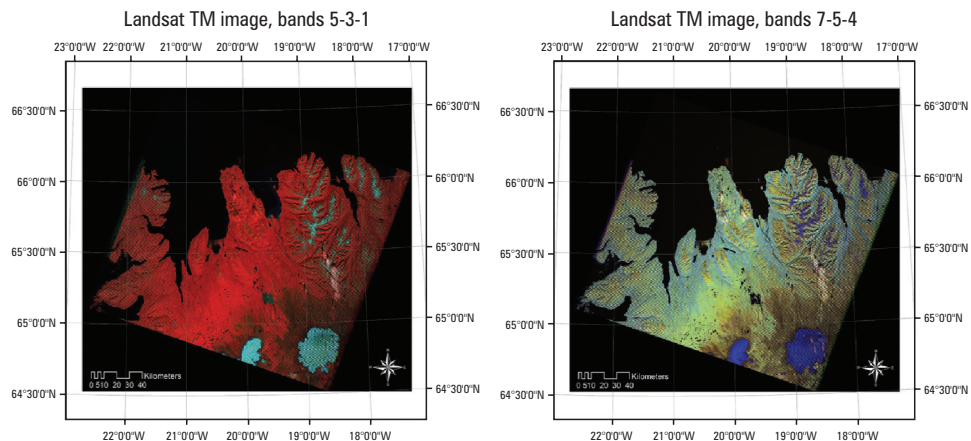 Landsat TM image, bands 5-3-1
23°0'0"W 22°0'0"W 21°0'0"W 20°0'0"W 19°0'0"W 18°0'0"W 17°0'0"W
66°30'0"N 66°30'0"N
66°0'0"N 66°0'0"N
65°30'0"N 65°30'0"N
65°0'0"N 65°0'0"N
64°30'0"N 64°30'0"N
Kilometers
0 510 20 30 40
22°0'0"W 21°0'0"W 20°0'0"W 19°0'0"W 18°0'0"W
Landsat TM image, bands 7-5-4
23°0'0"W 22°0'0"W 21°0'0"W 20°0'0"W 19°0'0"W 18°0'0"W 17°0'0"W
66°30'0"N 66°30'0"N
66°0'0"N 66°0'0"N
65°30'0"N 65°30'0"N
65°0'0"N 65°0'0"N
64°30'0"N 64°30'0"N
Kilometers
0 510 20 30 40
22°0'0"W 21°0'0"W 20°0'0"W 19°0'0"W 18°0'0"W